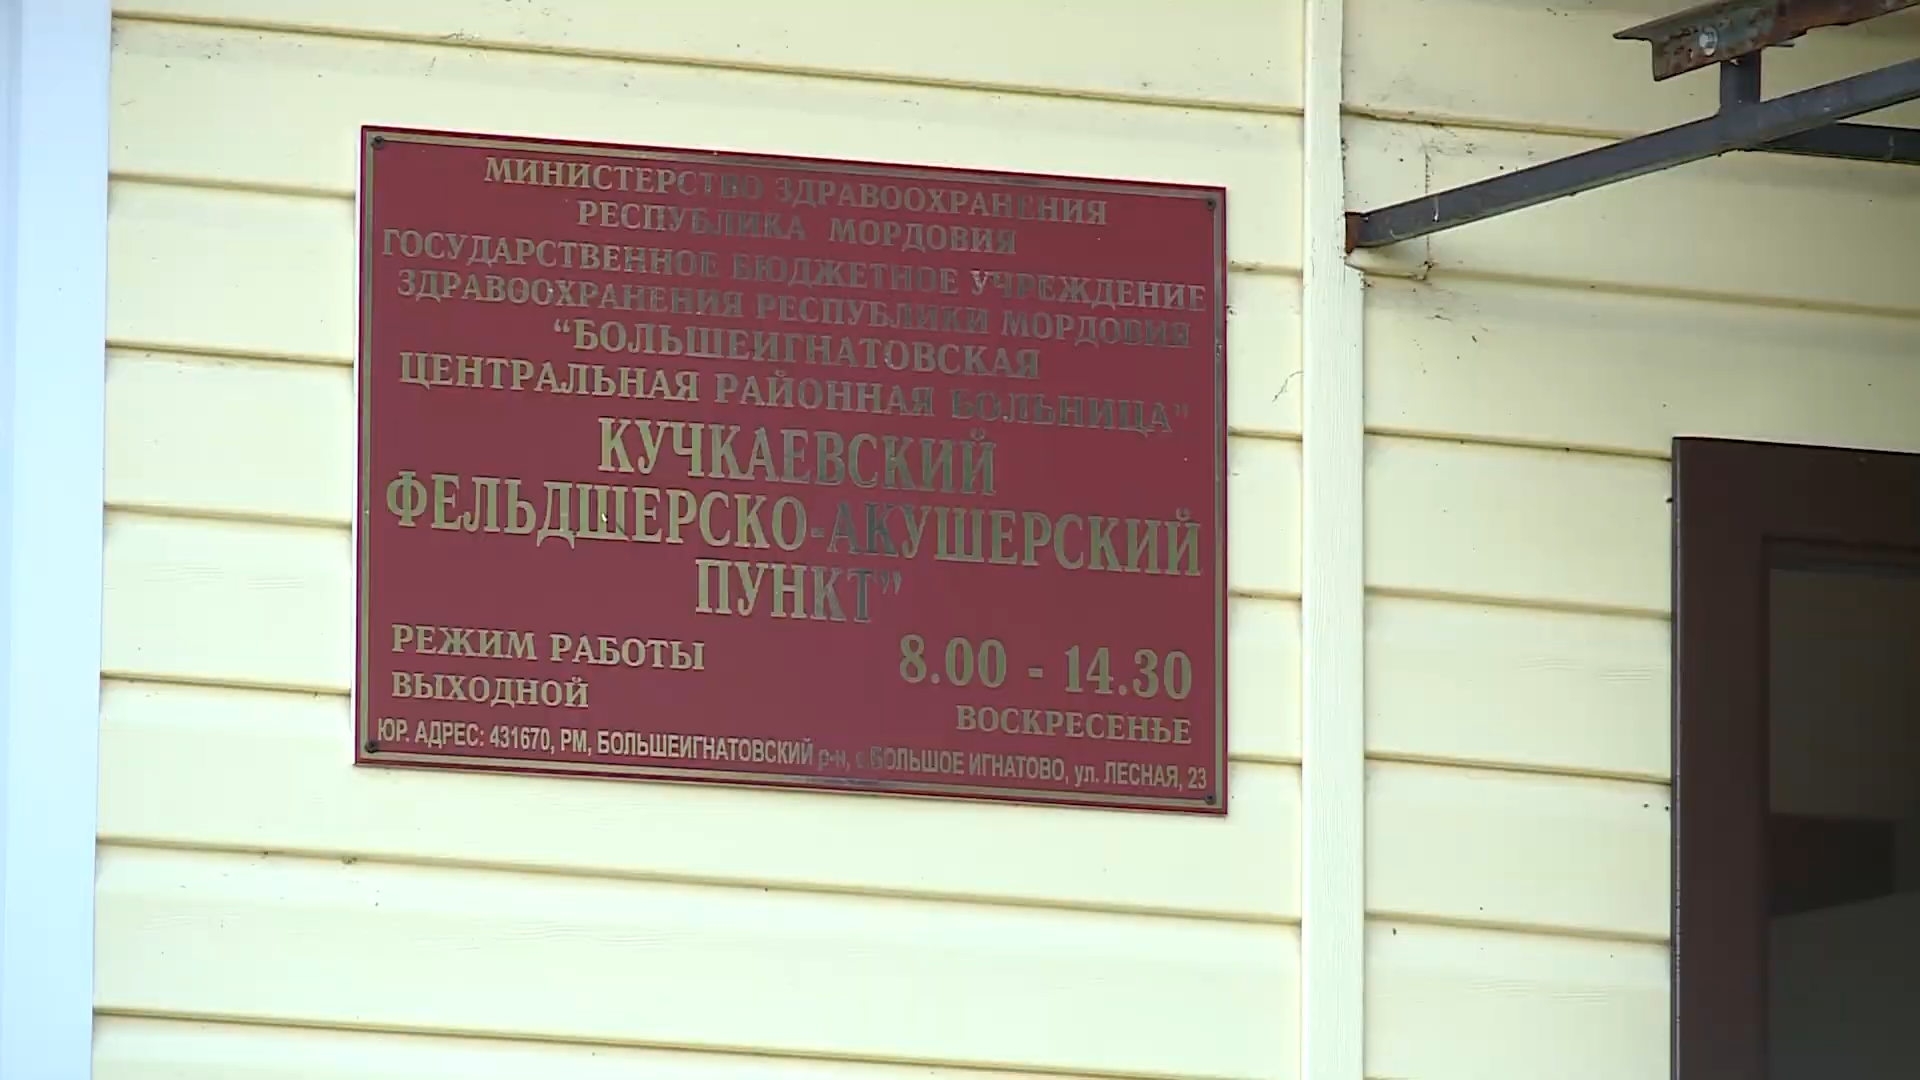 МИНИСТЕРСТВО ЗДРАВООХРАНЕНИЯ
РЕСПУБЛИКА МОРДОВИЯ
ГОСУДАРСТВЕННОЕ БЮДЖЕТНОЕ УЧРЕЖДЕНИЕ
ЗДРАВООХРАНЕНИЯ РЕСПУБЛИКИ МОРДОВИЯ
“БОЛЬШЕИГНАТОВСКАЯ
ЦЕНТРАЛЬНАЯ РАЙОННАЯ БОЛЬНИЦА”
КУЧКАЕВСКИЙ
ФЕЛЬДШЕРСКО-АКУШЕРСКИЙ
ПУНКТ”
РЕЖИМ РАБОТЫ 8.00 - 14.30
ВЫХОДНОЙ ВОСКРЕСЕНЬЕ
ЮР. АДРЕС: 431670, РМ, БОЛЬШЕИГНАТОВСКИЙ р-н, с БОЛЬШОЕ ИГНАТОВО, ул. ЛЕСНАЯ, 23